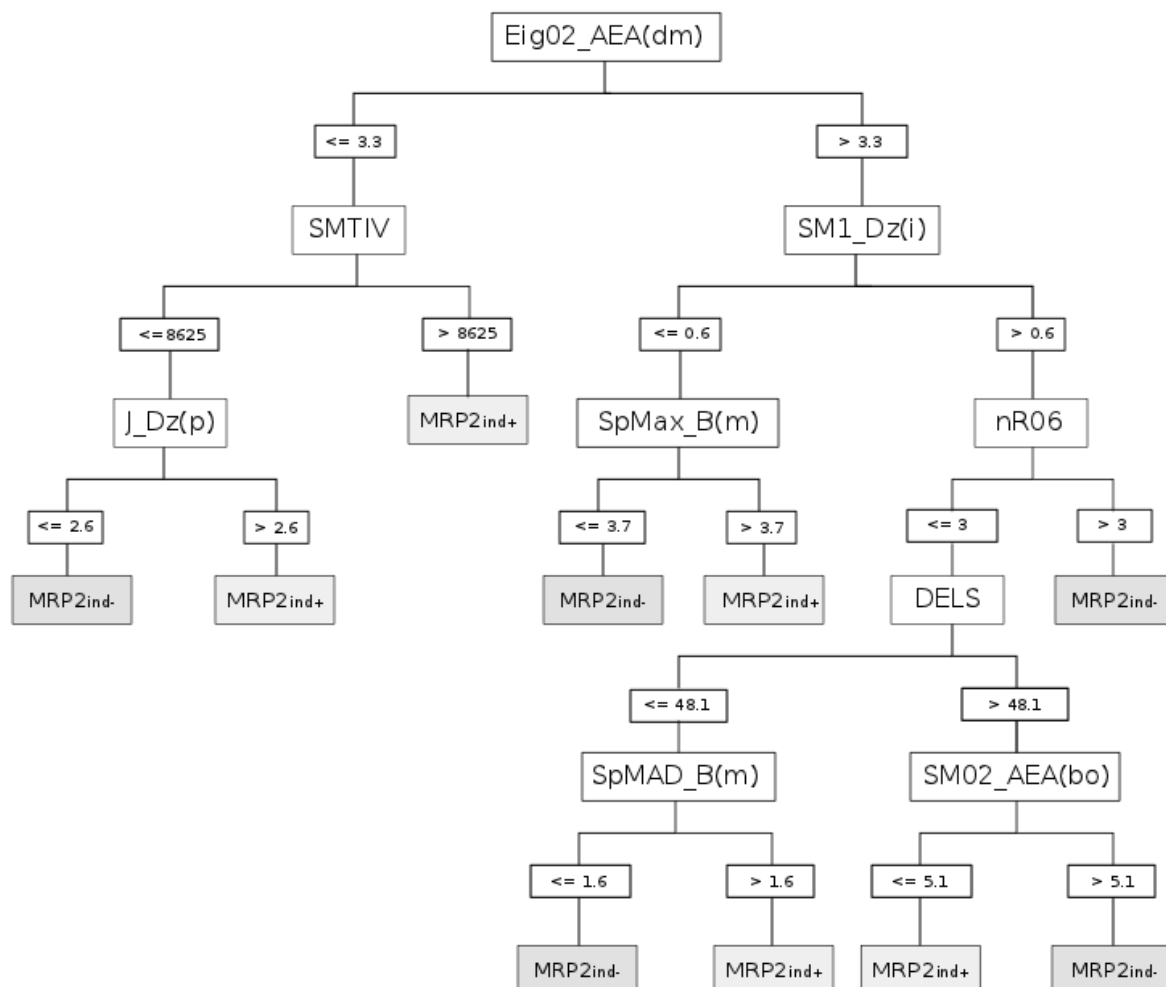 Eig02_AEA(dm)
<= 3.3
> 3.3
SMTIV
SM1_Dz(i)
<=8625
> 8625
<= 0.6
> 0.6
J_Dz(p)
MRP2ind+
SpMax_B(m)
nR06
<= 2.6
> 2.6
<= 3.7
> 3.7
<= 3
> 3
MRP2ind-
MRP2ind+
MRP2ind-
MRP2ind+
DELS
MRP2ind-
<= 48.1
> 48.1
SpMAD_B(m)
SM02_AEA(bo)
<= 1.6
> 1.6
<= 5.1
> 5.1
MRP2ind-
MRP2ind+
MRP2ind+
MRP2ind-